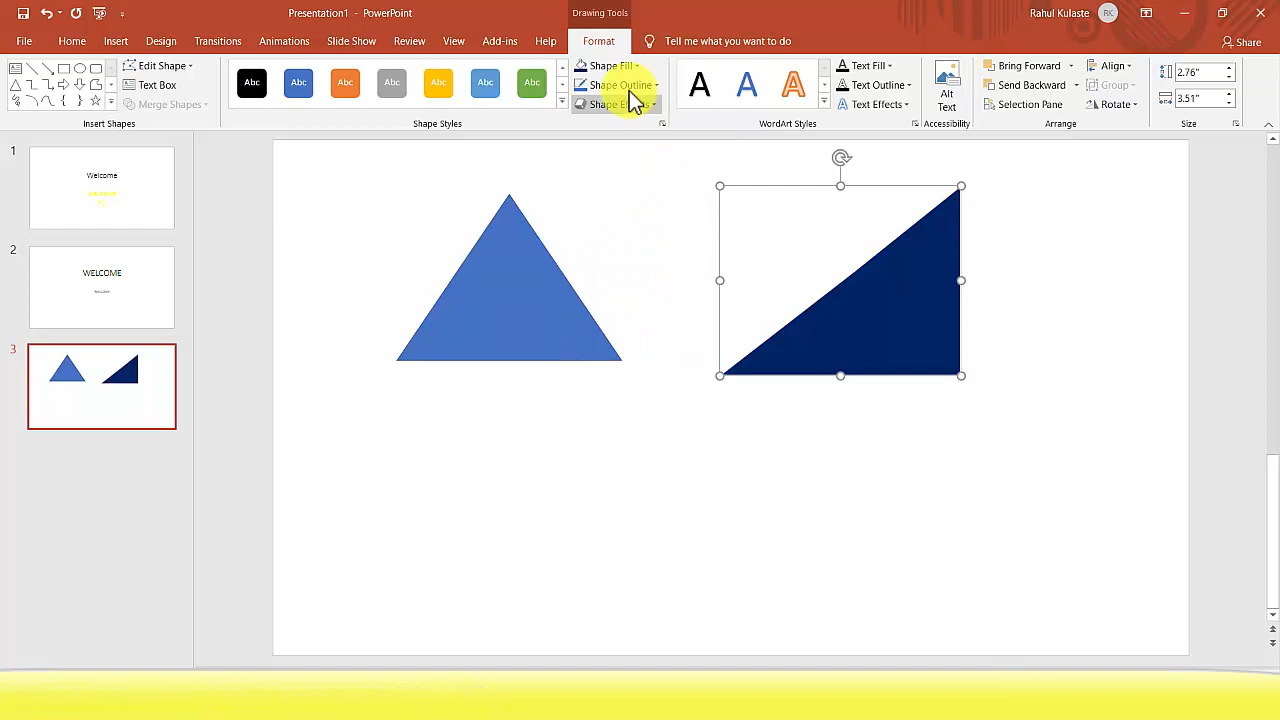 Presentation1 - PowerPoint
Drawing Tools
Rahul Kulaste
RK
File
Home
Insert
Design
Transitions
Animations
Slide Show
Review
View
Add-ins
Help
Format
Tell me what you want to do
Share
Edit Shape
Text Box
Merge Shapes
Insert Shapes
Abc
Abc
Abc
Abc
Abc
Abc
Abc
Shape Styles
Shape Fill
Shape Outline
Shape
A
A
A
WordArt Styles
Text Fill
Text Outline
Text Effects
Alt
Text
Accessibility
Bring Forward
Send Backward
Selection Pane
Align
Group
Rotate
Arrange
2.76"
3.51"
Size
1
Welcome
2
WELCOME
3